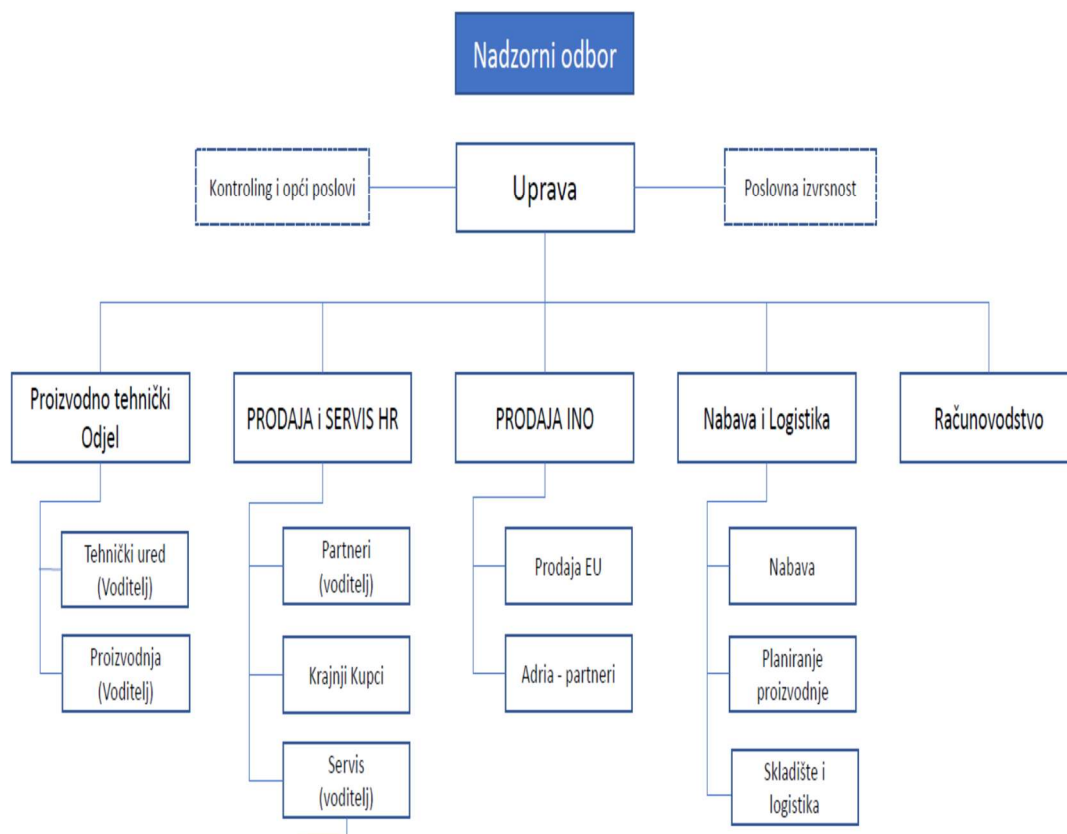 Nadzorni odbor
Kontroling i opći poslovi
Uprava
Poslovna izvrsnost
Proizvodno tehnički
Odjel
PRODAJA i SERVIS HR
PRODAJA INO
Nabava i Logistika
Računovodstvo
Tehnički ured
(Voditelj)
Proizvodnja
(Voditelj)
Partneri
(voditelj)
Krajnji Kupci
Servis
(voditelj)
Prodaja EU
Adria - partneri
Nabava
Planiranje
proizvodnje
Skladište i
logistika